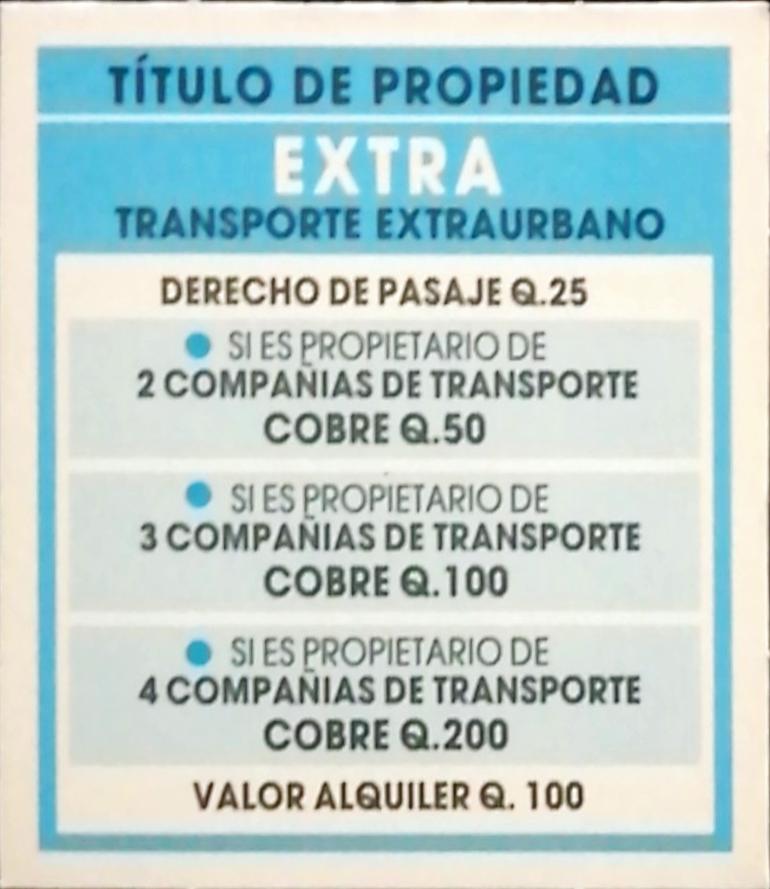 TÍTULO DE PROPIEDAD
EXTRA
TRANSPORTE EXTRAURBANO
DERECHO DE PASAJE Q.25
● SI ES PROPIETARIO DE
2 COMPAÑIAS DE TRANSPORTE
COBRE Q.50
● SI ES PROPIETARIO DE
3 COMPAÑIAS DE TRANSPORTE
COBRE Q.100
● SI ES PROPIETARIO DE
4 COMPAÑIAS DE TRANSPORTE
COBRE Q.200
VALOR ALQUILER Q. 100